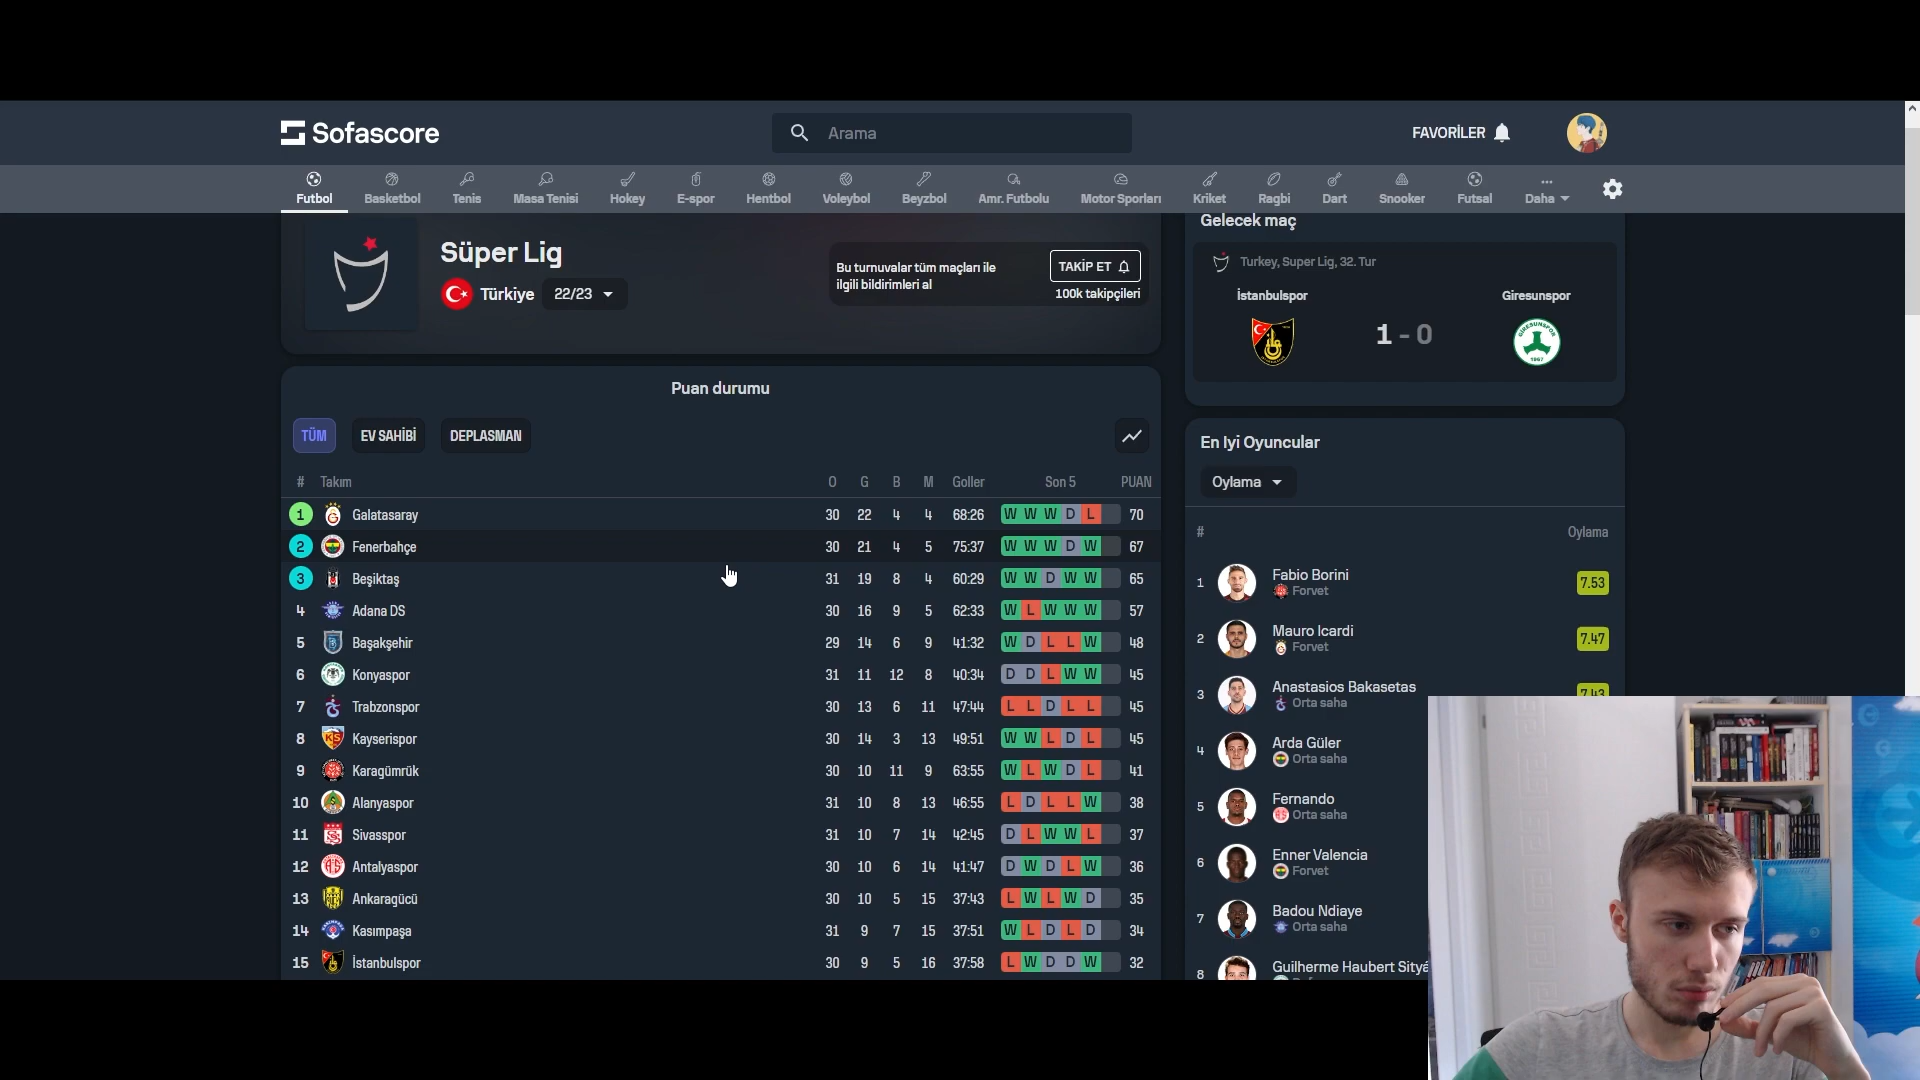 Sofascore
Arama
FAVORİLER
Futbol Basketbol Tenis Masa Tenisi Hokey E-spor Hentbol Voleybol Beyzbol Amr. Futbolu Motor Sporları Kriket Ragbi Dart Snooker Futsal Daha
Süper Lig
Türkiye 22/23
Bu turnuvalar tüm maçları ile
ilgili bildirimleri al
TAKİP ET
100k takipçileri
Puan durumu
TÜM EV SAHİBİ DEPLASMAN
# Takım O G B M Goller Son 5 PUAN
1 Galatasaray 30 22 4 4 68:26 W W W D L 70
2 Fenerbahçe 30 21 4 5 75:37 W W W D W 67
3 Beşiktaş 31 19 8 4 60:29 W W D W W 65
4 Adana DS 30 16 9 5 62:33 W L W W W 57
5 Başakşehir 29 14 6 9 41:32 W D L L W 48
6 Konyaspor 31 11 12 8 40:34 D D L W W 45
7 Trabzonspor 30 13 6 11 47:44 L L D L L 45
8 Kayserispor 30 14 3 13 49:51 W W L D L 45
9 Karagümrük 30 10 11 9 63:55 W L W D L 41
10 Alanyaspor 31 10 8 13 46:55 L D L L W 38
11 Sivasspor 31 10 7 14 42:45 D L W W L 37
12 Antalyaspor 30 10 6 14 41:47 D W D L W 36
13 Ankaragücü 30 10 5 15 37:43 L W L W D 35
14 Kasımpaşa 31 9 7 15 37:51 W L D L D 34
15 İstanbulspor 30 9 5 16 37:58 L W D D W 32
Gelecek maç
Turkey, Super Lig, 32. Tur
İstanbulspor Giresunspor
1 - 0
En Iyi Oyuncular
Oylama
# Oylama
1 Fabio Borini 7.53
Forvet
2 Mauro Icardi 7.47
Forvet
3 Anastasios Bakasetas 7.43
Orta saha
4 Arda Güler
Orta saha
5 Fernando
Orta saha
6 Enner Valencia
Forvet
7 Badou Ndiaye
Orta saha
8 Guilherme Haubert Sityá